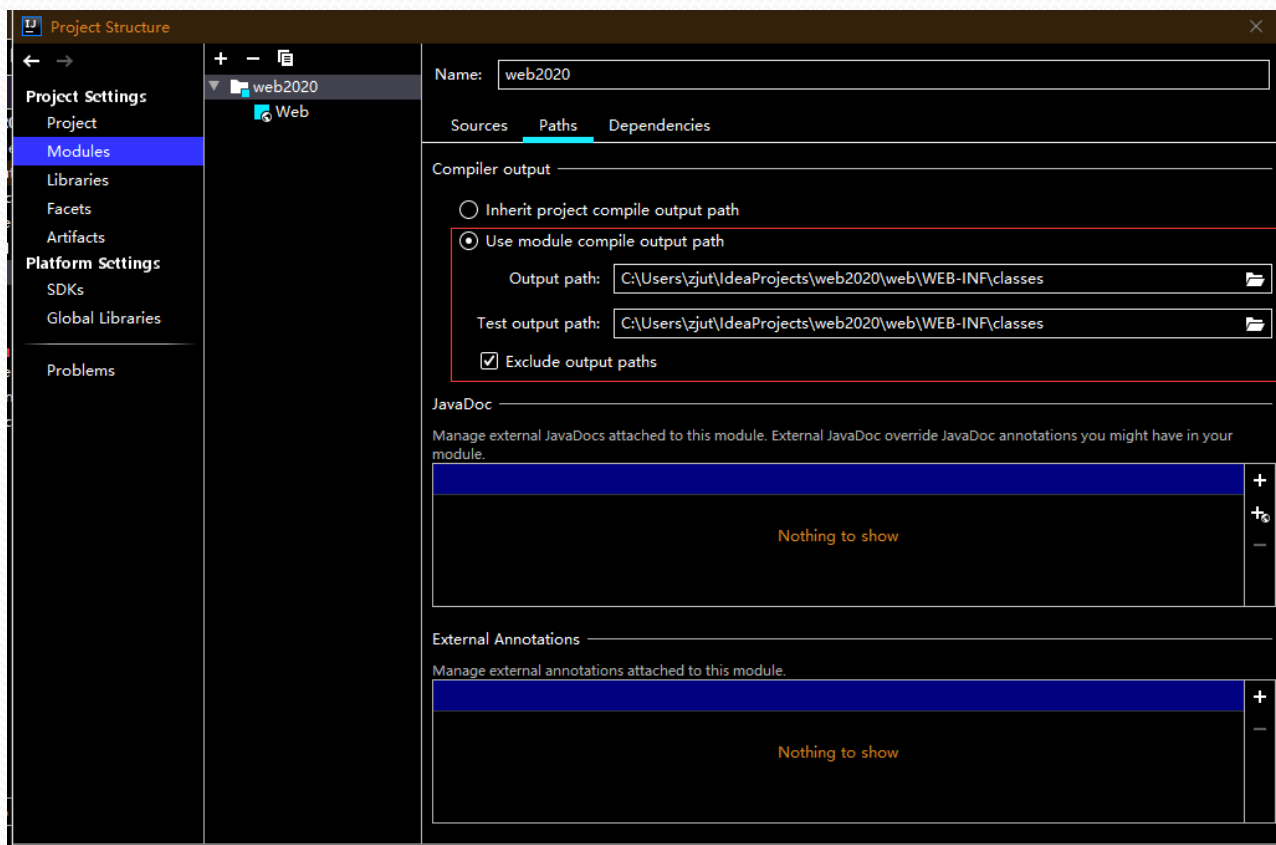 Project Structure
Project Settings
Project
Modules
Libraries
Facets
Artifacts
Platform Settings
SDKs
Global Libraries
Problems
web2020
Web
Name: web2020
Sources Paths Dependencies
Compiler output
Inherit project compile output path
Use module compile output path
Output path: C:\Users\zjut\IdeaProjects\web2020\web\WEB-INF\classes
Test output path: C:\Users\zjut\IdeaProjects\web2020\web\WEB-INF\classes
Exclude output paths
JavaDoc
Manage external JavaDocs attached to this module. External JavaDoc override JavaDoc annotations you might have in your
module.
Nothing to show
External Annotations
Manage external annotations attached to this module.
Nothing to show